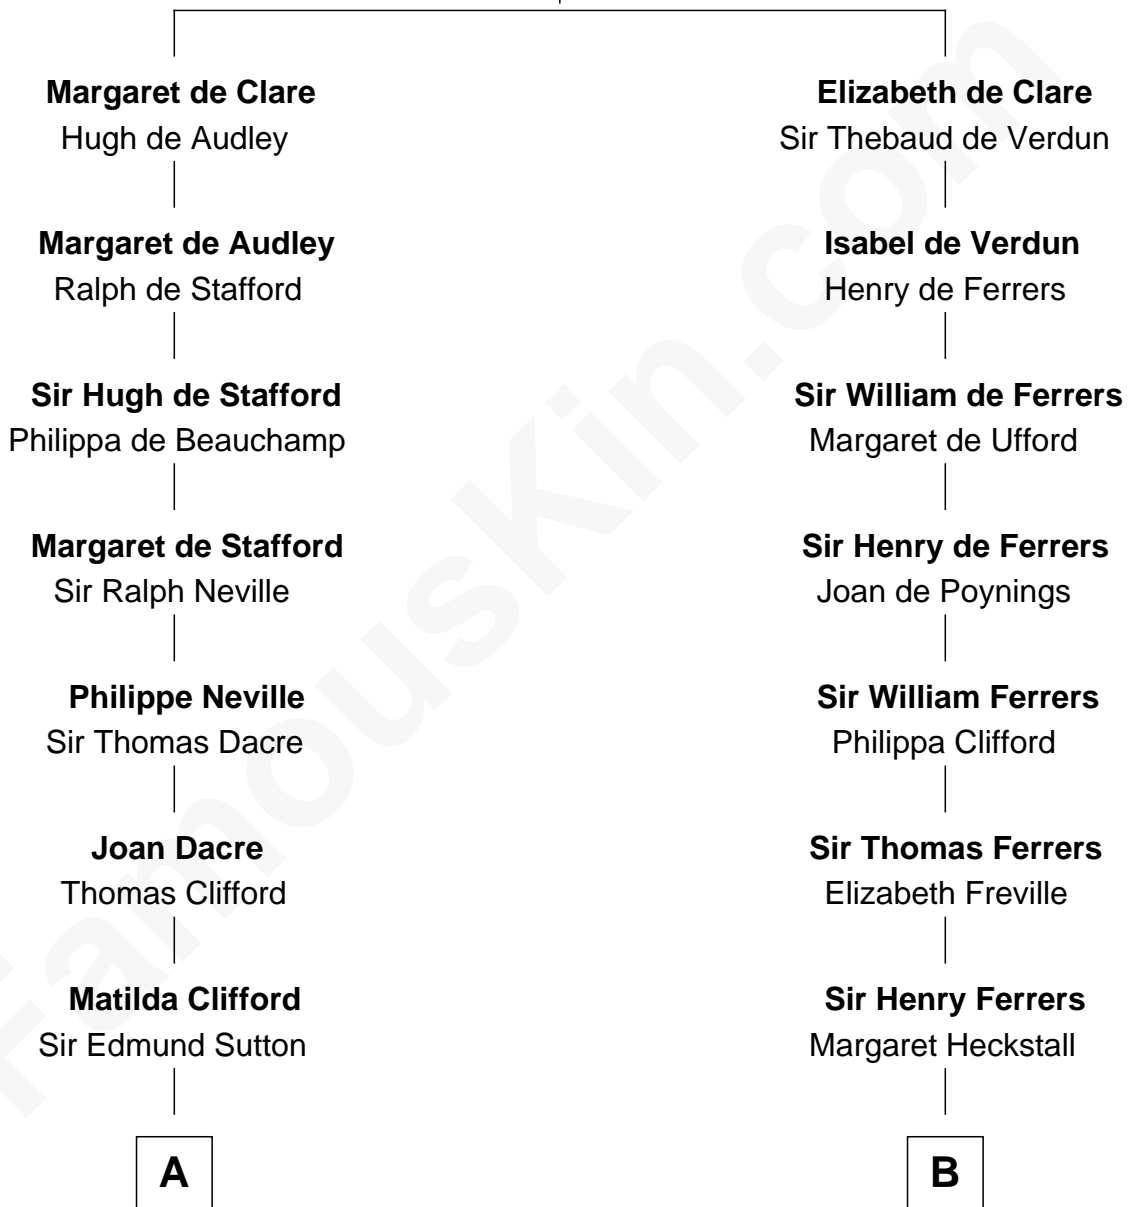 Margaret de Clare
Hugh de Audley
Margaret de Audley
Ralph de Stafford
Sir Hugh de Stafford
Philippa de Beauchamp
Margaret de Stafford
Sir Ralph Neville
Philippe Neville
Sir Thomas Dacre
Joan Dacre
Thomas Clifford
Matilda Clifford
Sir Edmund Sutton
A
Elizabeth de Clare
Sir Thebaud de Verdun
Isabel de Verdun
Henry de Ferrers
Sir William de Ferrers
Margaret de Ufford
Sir Henry de Ferrers
Joan de Poynings
Sir William Ferrers
Philippa Clifford
Sir Thomas Ferrers
Elizabeth Freville
Sir Henry Ferrers
Margaret Heckstall
B
FamousKin.com